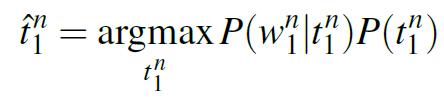 t̂₁ⁿ = argmax P(w₁ⁿ|t₁ⁿ)P(t₁ⁿ)
t₁ⁿ